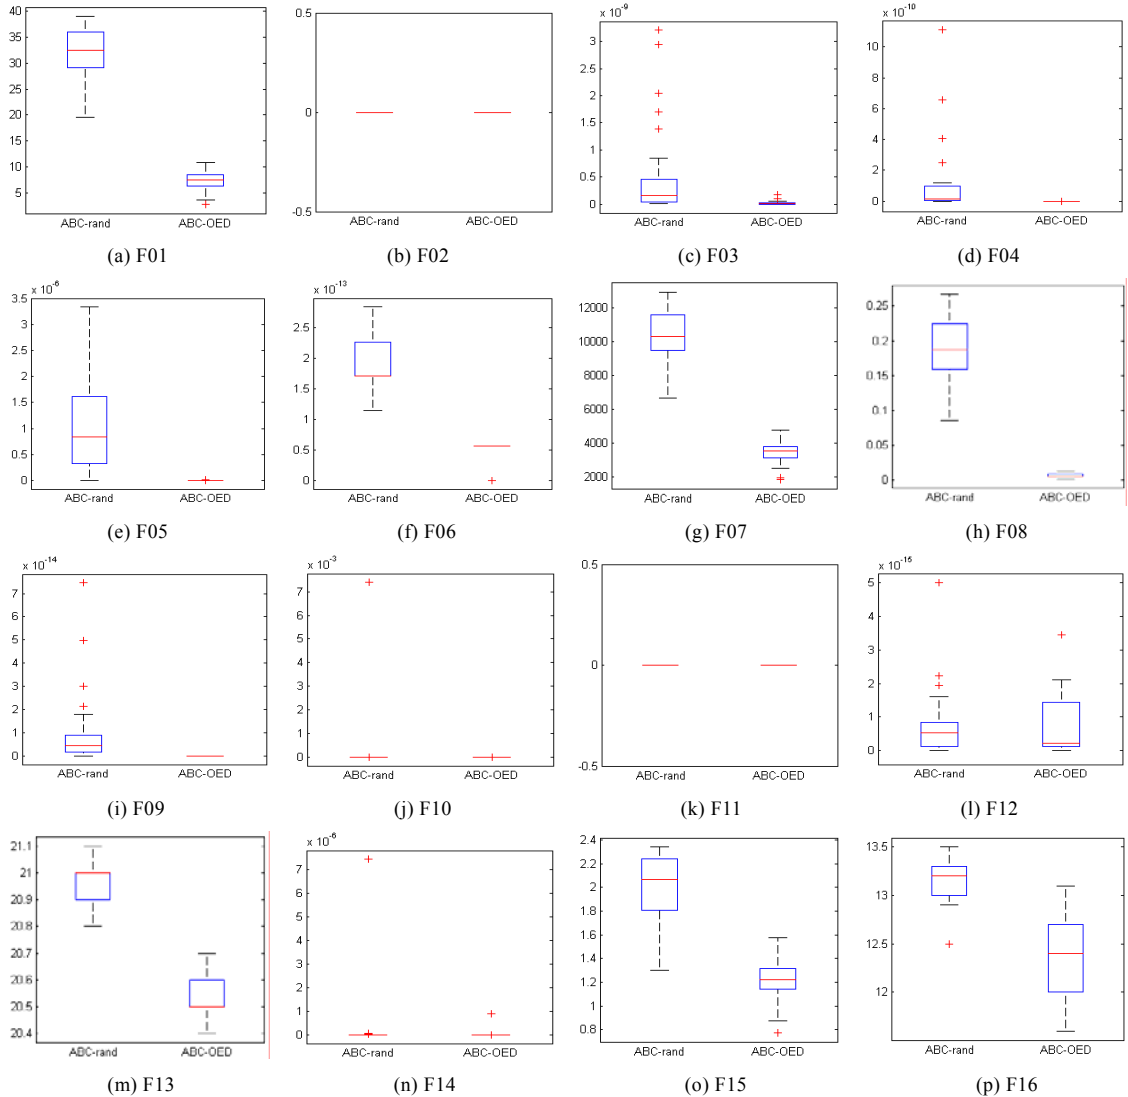 40
35
30
25
20
15
10
5
ABC-rand ABC-OED
(a) F01
0.5
0
-0.5
ABC-rand ABC-OED
(b) F02
x 10^-9
3
2.5
2
1.5
1
0.5
0
ABC-rand ABC-OED
(c) F03
x 10^-10
10
8
6
4
2
0
ABC-rand ABC-OED
(d) F04
x 10^-6
3.5
3
2.5
2
1.5
1
0.5
0
ABC-rand ABC-OED
(e) F05
x 10^-13
2.5
2
1.5
1
0.5
0
ABC-rand ABC-OED
(f) F06
12000
10000
8000
6000
4000
2000
ABC-rand ABC-OED
(g) F07
0.25
0.2
0.15
0.1
0.05
0
ABC-rand ABC-OED
(h) F08
x 10^-14
7
6
5
4
3
2
1
0
ABC-rand ABC-OED
(i) F09
x 10^-3
7
6
5
4
3
2
1
0
ABC-rand ABC-OED
(j) F10
0.5
0
-0.5
ABC-rand ABC-OED
(k) F11
5
4
3
2
1
0
ABC-rand ABC-OED
(l) F12
21.1
21
20.9
20.8
20.7
20.6
20.5
20.4
ABC-rand ABC-OED
(m) F13
x 10^-6
7
6
5
4
3
2
1
0
ABC-rand ABC-OED
(n) F14
2.4
2.2
2
1.8
1.6
1.4
1.2
1
0.8
ABC-rand ABC-OED
(o) F15
13.5
13
12.5
12
ABC-rand ABC-OED
(p) F16